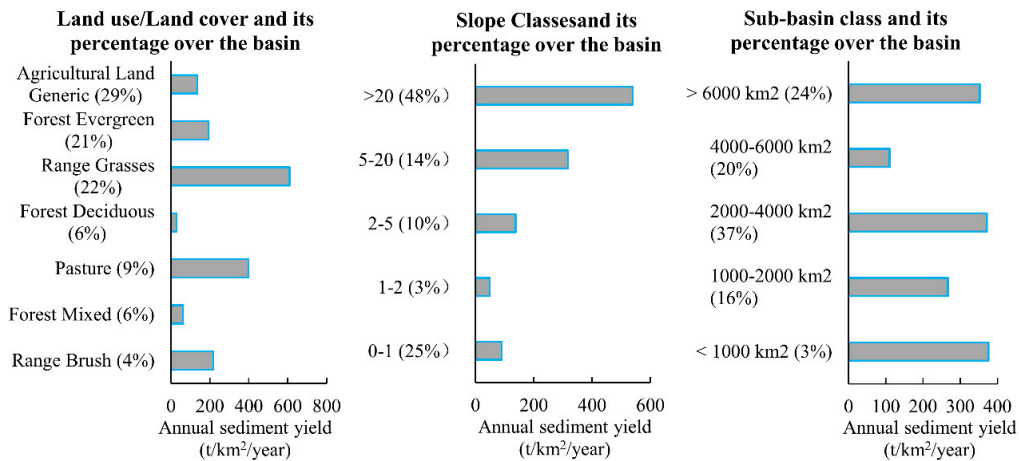 Land use/Land cover and its
percentage over the basin
Agricultural Land
Generic (29%)
Forest Evergreen
(21%)
Range Grasses
(22%)
Forest Deciduous
(6%)
Pasture (9%)
Forest Mixed (6%)
Range Brush (4%)
0 200 400 600 800
Annual sediment yield
(t/km²/year)
Slope Classesand its
percentage over the basin
>20 (48%)
5-20 (14%)
2-5 (10%)
1-2 (3%)
0-1 (25%)
0 200 400 600
Annual sediment yield
(t/km²/year)
Sub-basin class and its
percentage over the basin
> 6000 km2 (24%)
4000-6000 km2
(20%)
2000-4000 km2
(37%)
1000-2000 km2
(16%)
< 1000 km2 (3%)
0 100 200 300 400
Annual sediment yield
(t/km²/year)